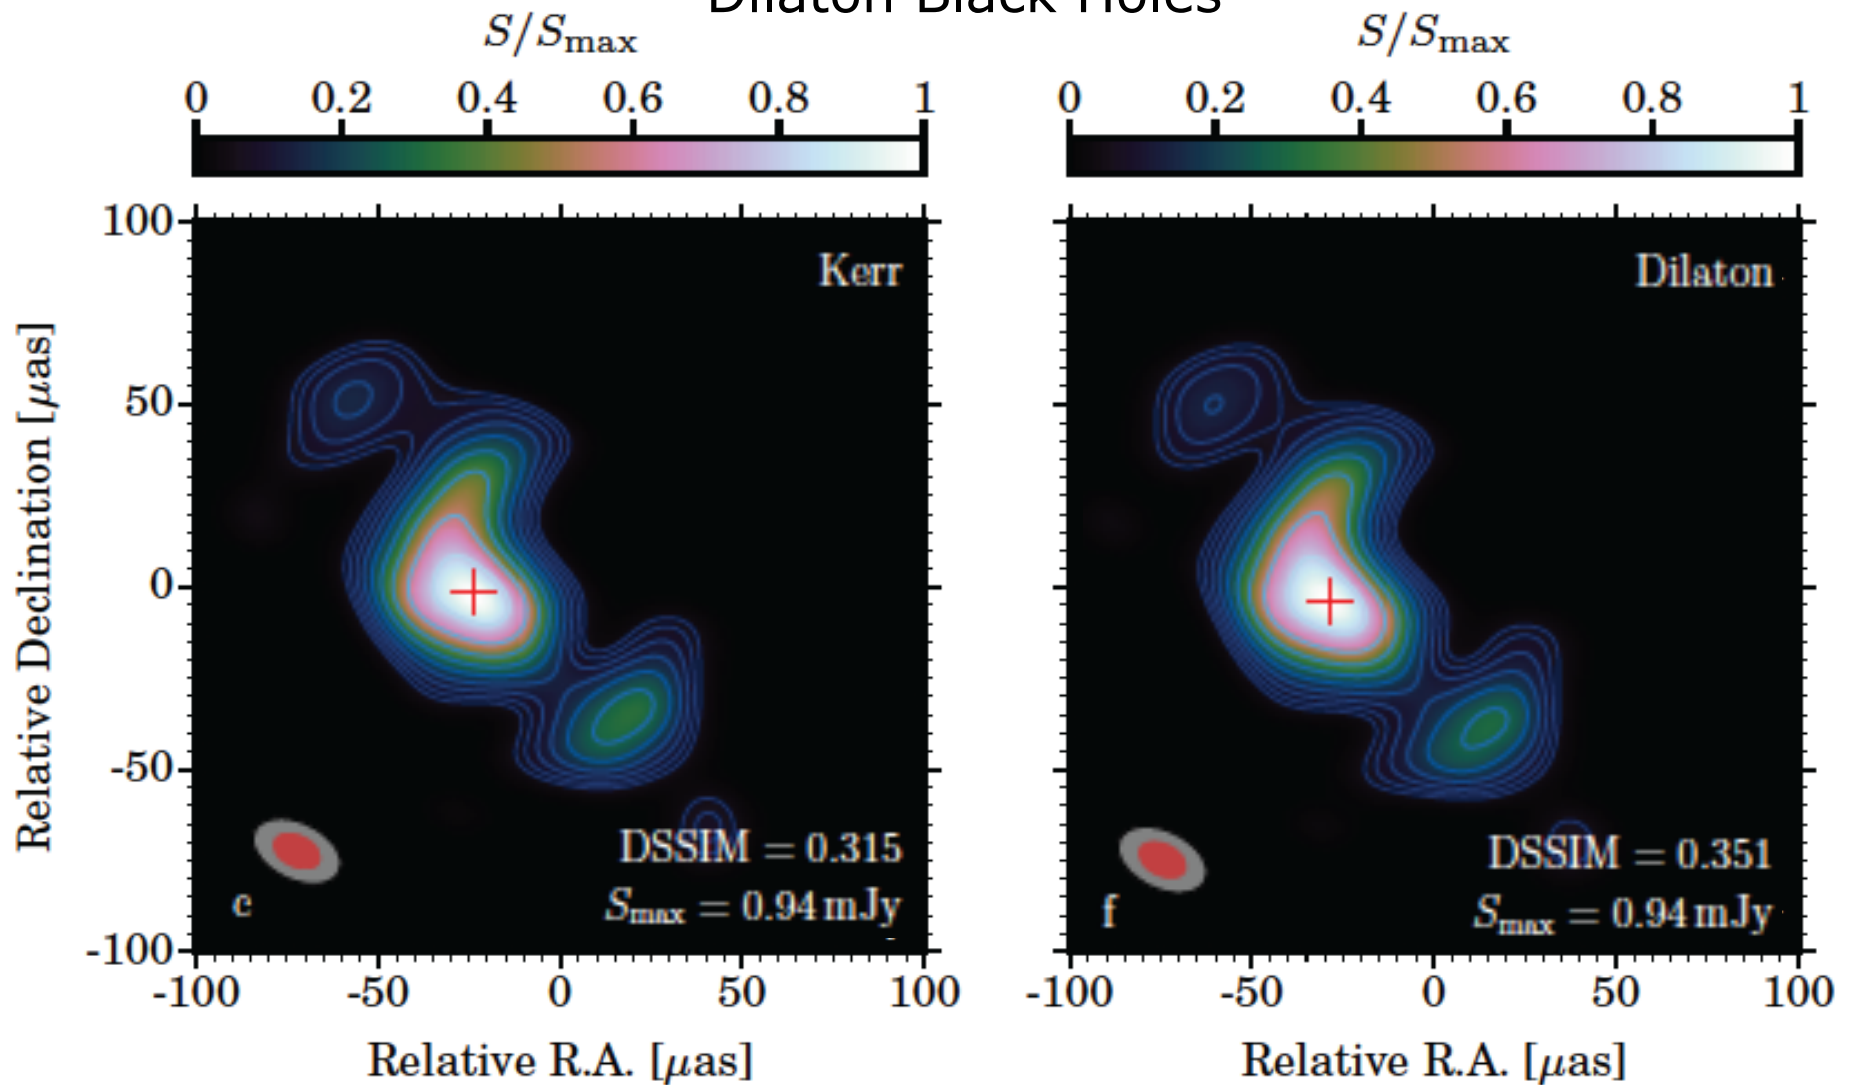 Dilaton Black Holes
S/Smax
0 0.2 0.4 0.6 0.8 1
S/Smax
0 0.2 0.4 0.6 0.8 1
Relative Declination [μas]
100
50
0
-50
-100
Kerr
DSSIM = 0.315
Smax = 0.94 mJy
c
-100 -50 0 50 100
Relative R.A. [μas]
Dilaton
DSSIM = 0.351
Smax = 0.94 mJy
f
-100 -50 0 50 100
Relative R.A. [μas]